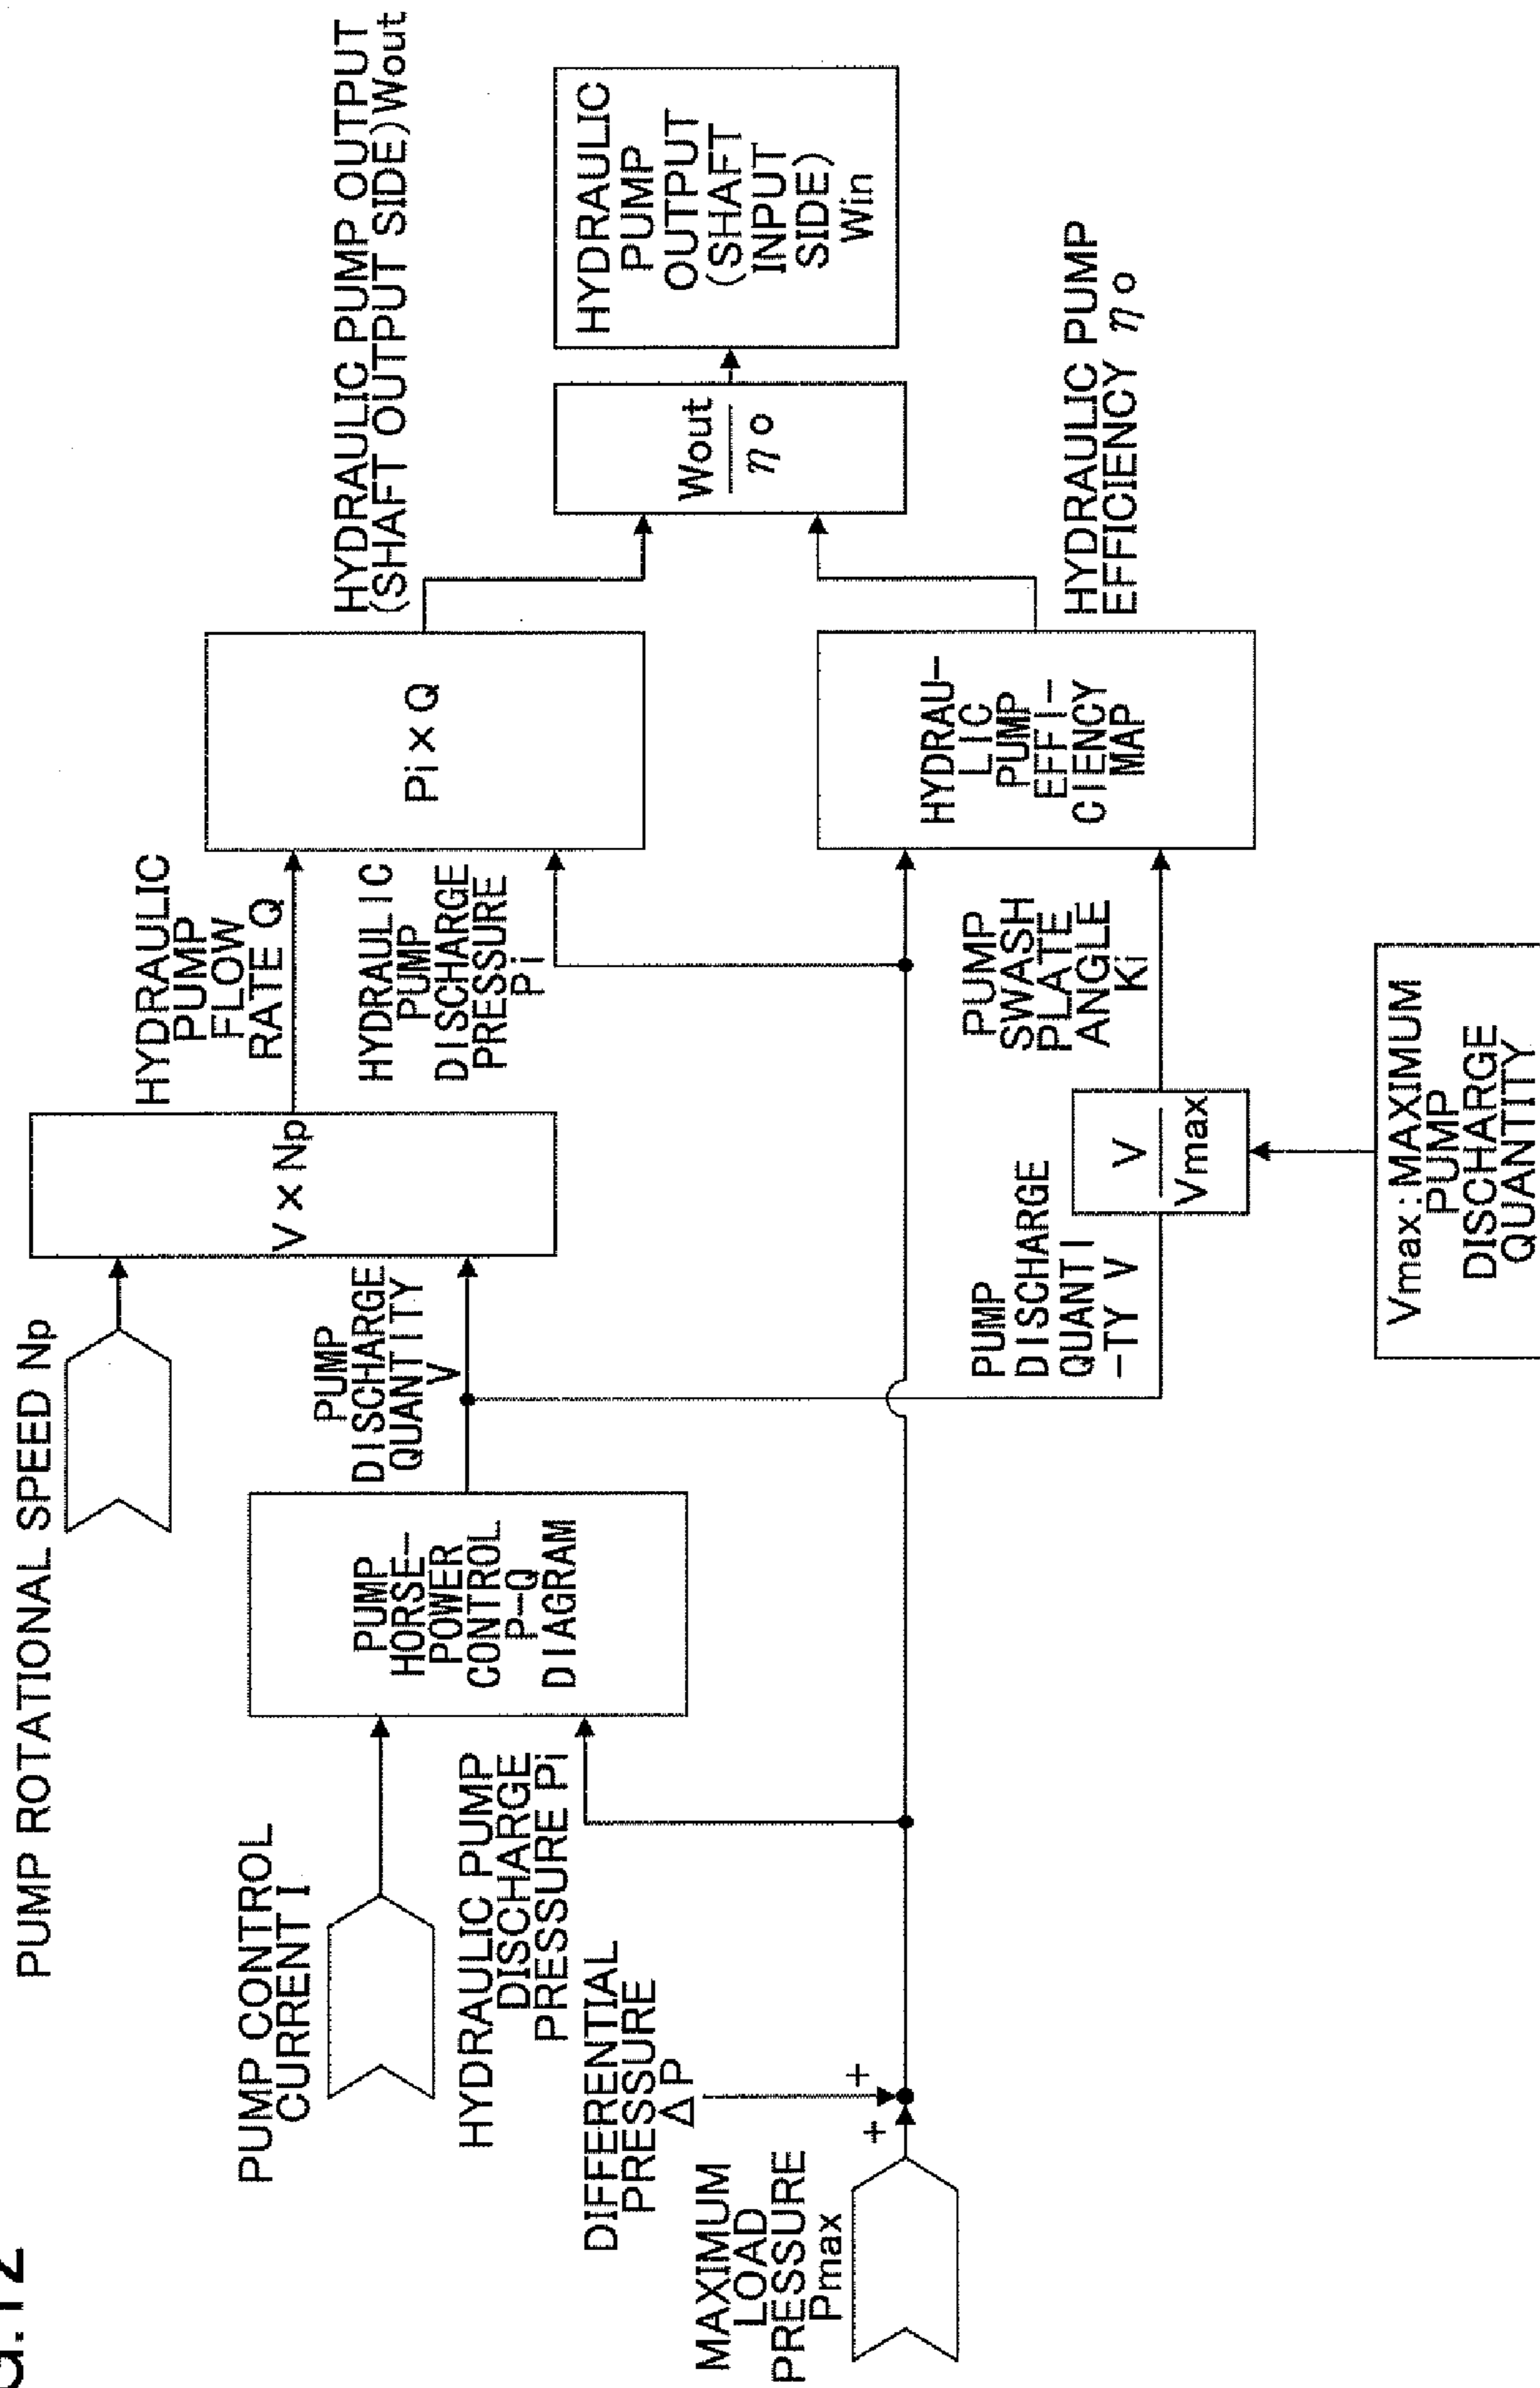 G.12
PUMP ROTATIONAL SPEED Np
PUMP CONTROL
CURRENT I
HYDRAULIC PUMP
DISCHARGE
PRESSURE Pi
DIFFERENTIAL
PRESSURE
ΔP
+
MAXIMUM
LOAD
PRESSURE
Pmax
+
PUMP
HORSE-
POWER
CONTROL
P-Q
DIAGRAM
PUMP
DISCHARGE
QUANTITY
V
V×Np
HYDRAULIC
PUMP
FLOW
RATE Q
HYDRAULIC
PUMP
DISCHARGE
PRESSURE
Pi
PUMP
DISCHARGE
QUANTI
-TY V
V
Vmax
Vmax:MAXIMUM
PUMP
DISCHARGE
QUANTITY
PUMP
SWASH
PLATE
ANGLE
Ki
Pi×Q
HYDRAU-
LIC
PUMP
EFFI-
CIENCY
MAP
HYDRAULIC PUMP OUTPUT
(SHAFT OUTPUT SIDE)Wout
HYDRAULIC PUMP
EFFICIENCY ηo
Wout
ηo
HYDRAULIC
PUMP
OUTPUT
(SHAFT
INPUT
SIDE)
Win